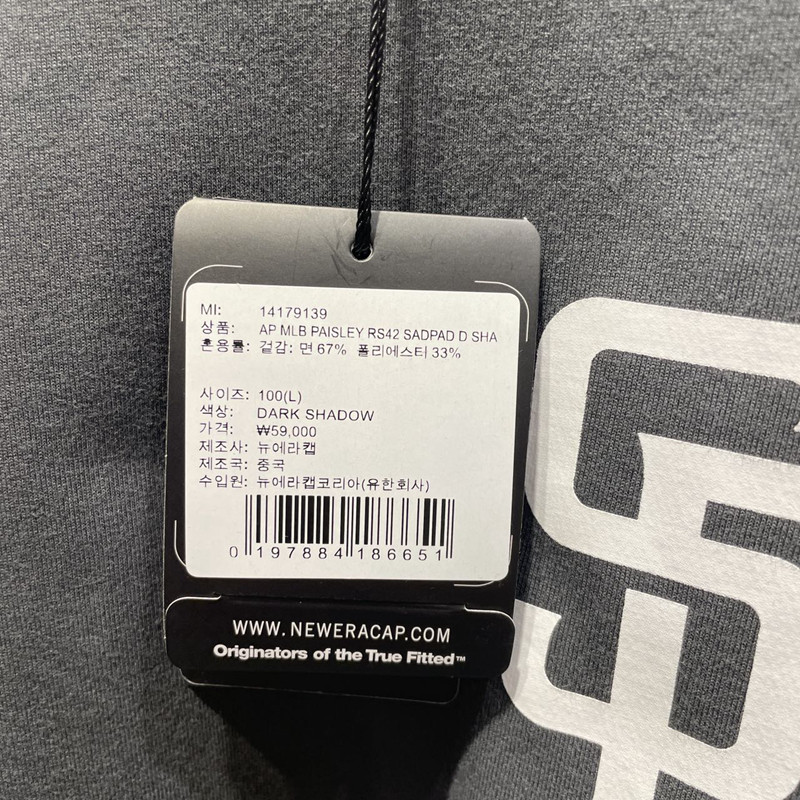 MI: 14179139
상품: AP MLB PAISLEY RS42 SADPAD D SHA
혼용률: 겉감: 면 67% 폴리에스터 33%
사이즈: 100(L)
색상: DARK SHADOW
가격: ₩59,000
제조사: 뉴에라캡
제조국: 중국
수입원: 뉴에라캡코리아(유한회사)
0 197884 186651
WWW.NEWERACAP.COM
Originators of the True Fitted™